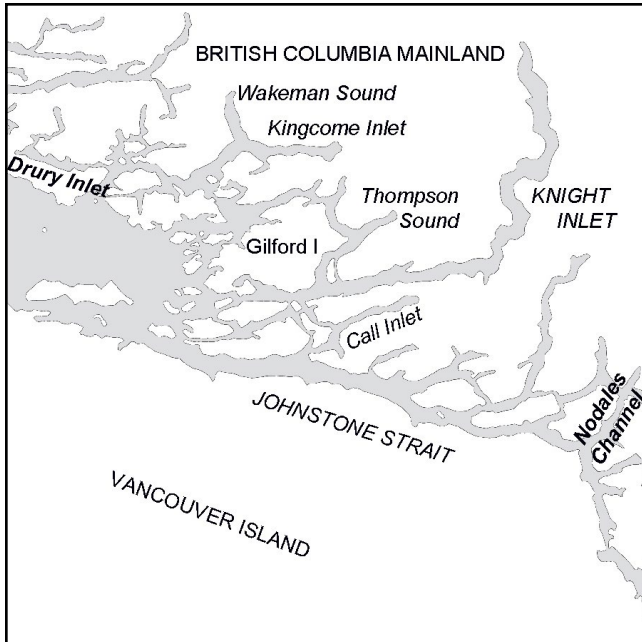 BRITISH COLUMBIA MAINLAND
Wakeman Sound
Kingcome Inlet
Drury Inlet
Thompson
Sound
KNIGHT
INLET
Gilford I
Call Inlet
JOHNSTONE STRAIT
Nodales
Channel
VANCOUVER ISLAND